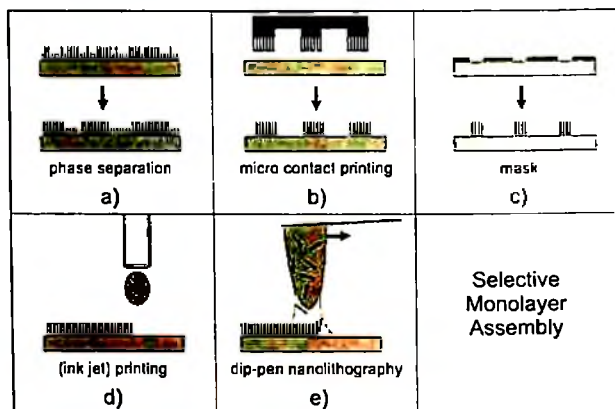 phase separation
a)
micro contact printing
b)
mask
c)
(ink jet) printing
d)
dip-pen nanolithography
e)
Selective
Monolayer
Assembly